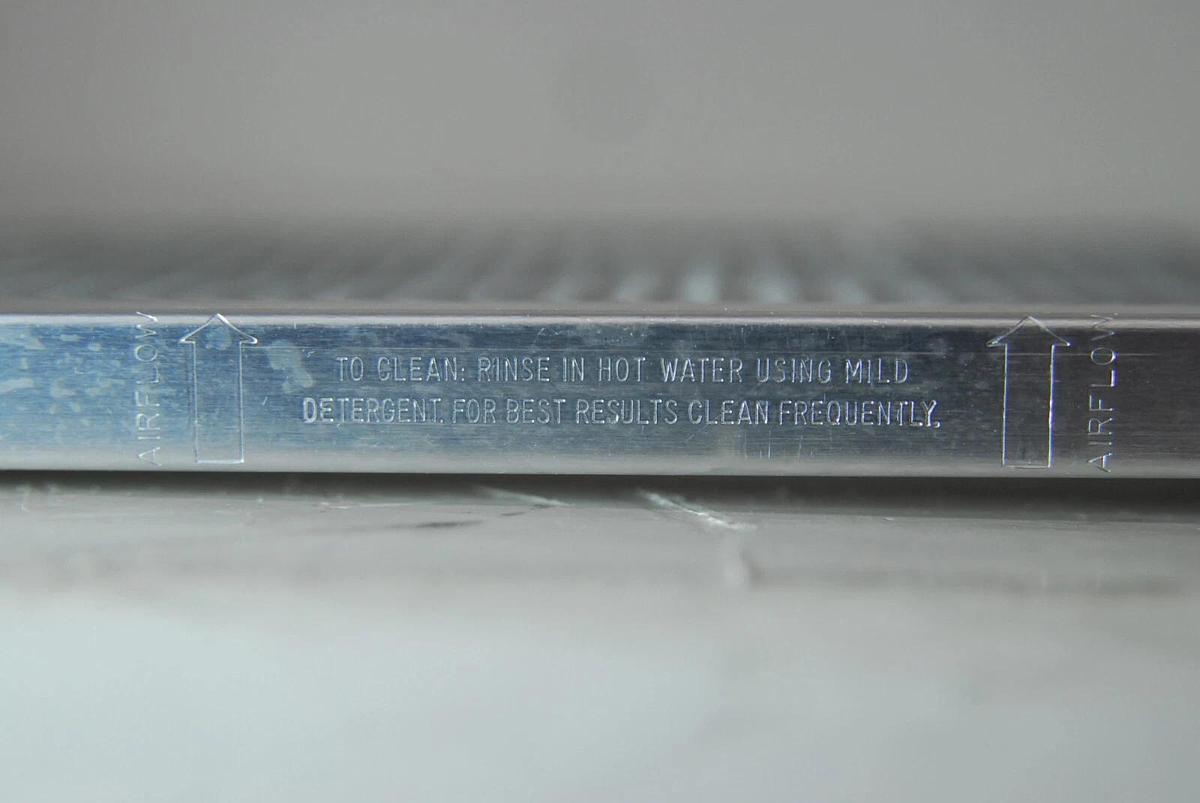 AIRFLOW
TO CLEAN: RINSE IN HOT WATER USING MILD
DETERGENT. FOR BEST RESULTS CLEAN FREQUENTLY.
AIRFLOW